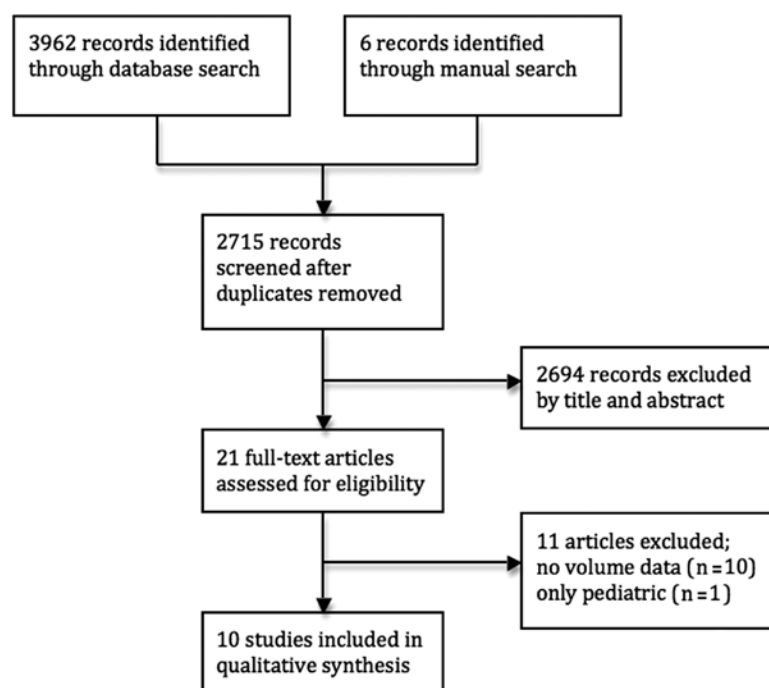 3962 records identified
through database search
6 records identified
through manual search
2715 records
screened after
duplicates removed
2694 records excluded
by title and abstract
21 full-text articles
assessed for eligibility
11 articles excluded;
no volume data (n=10)
only pediatric (n=1)
10 studies included in
qualitative synthesis